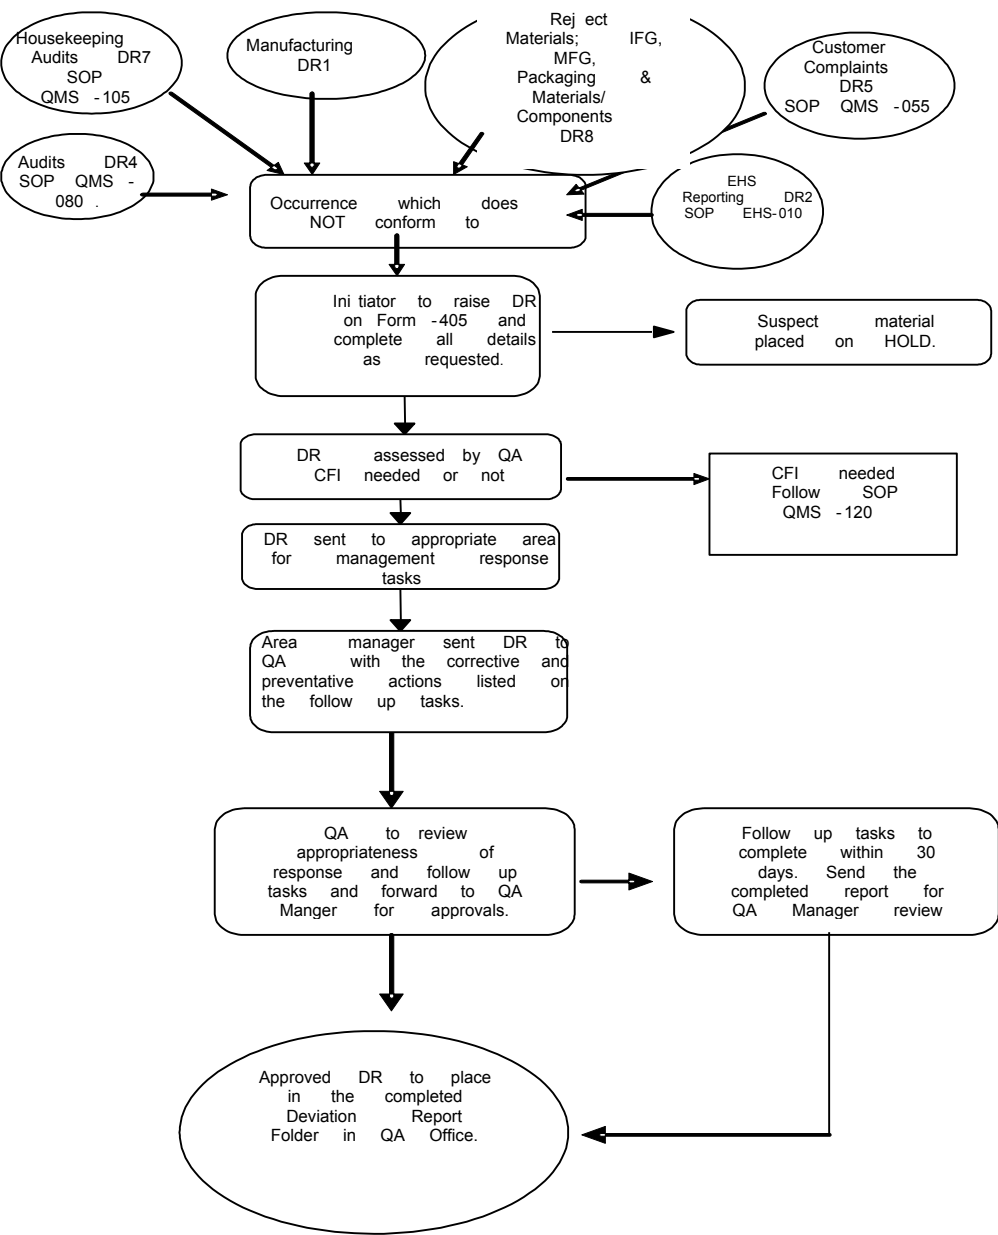 Housekeeping
Audits DR7
SOP
QMS -105
Manufacturing
DR1
Rej ect
Materials; IFG,
MFG,
Packaging &
Materials/
Components
DR8
Customer
Complaints
DR5
SOP QMS -055
Audits DR4
SOP QMS -
080 .
EHS
Reporting DR2
SOP EHS-010
Occurrence which does
NOT conform to
Ini tiator to raise DR
on Form -405 and
complete all details
as requested.
Suspect material
placed on HOLD.
DR assessed by QA
CFI needed or not
CFI needed
Follow SOP
QMS -120
DR sent to appropriate area
for management response
tasks
Area manager sent DR to
QA with the corrective and
preventative actions listed on
the follow up tasks.
QA to review
appropriateness of
response and follow up
tasks and forward to QA
Manger for approvals.
Follow up tasks to
complete within 30
days. Send the
completed report for
QA Manager review
Approved DR to place
in the completed
Deviation Report
Folder in QA Office.